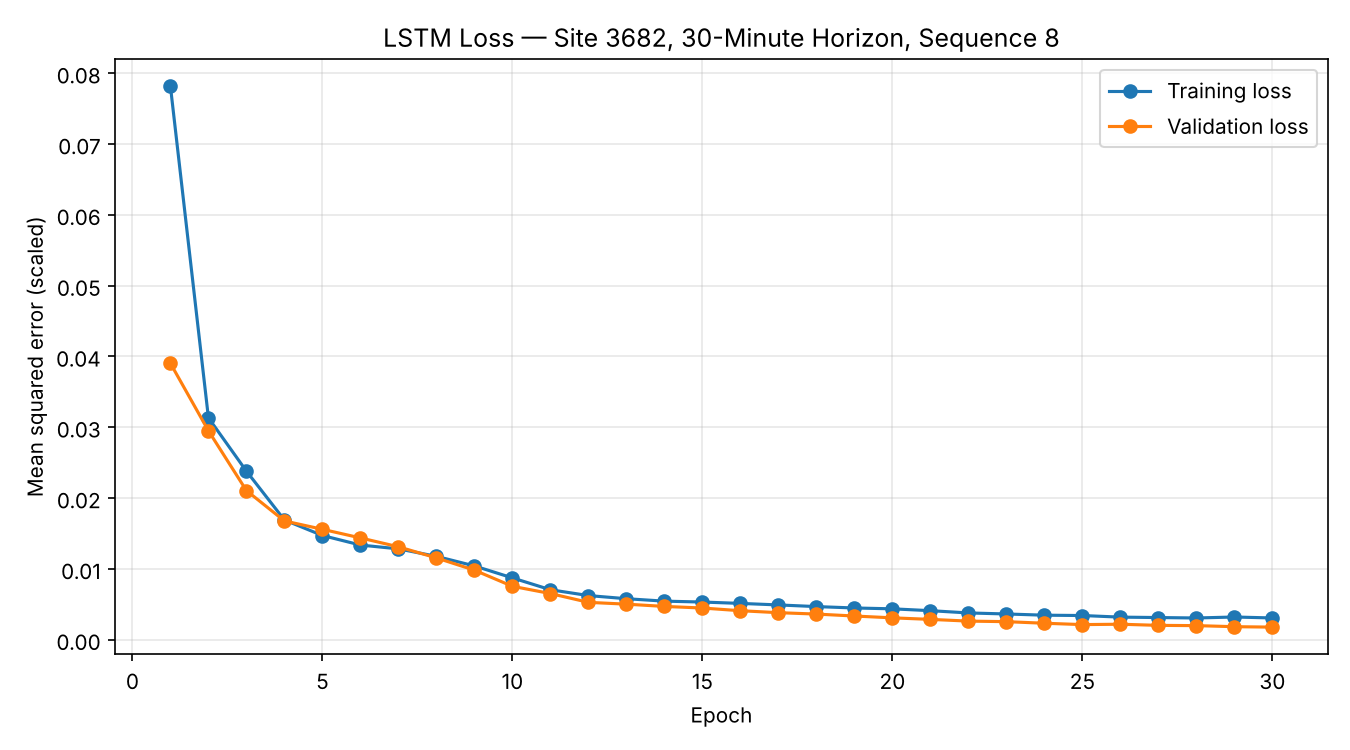 LSTM Loss — Site 3682, 30-Minute Horizon, Sequence 8
Training loss
Validation loss
Mean squared error (scaled)
0.08
0.07
0.06
0.05
0.04
0.03
0.02
0.01
0.00
0 5 10 15 20 25 30
Epoch